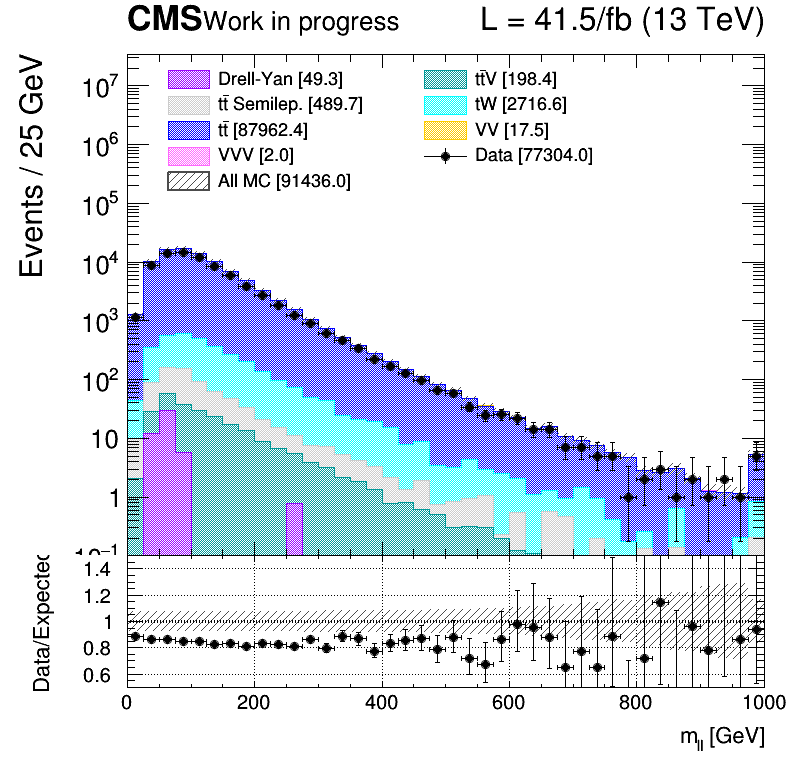 CMS Work in progress L = 41.5/fb (13 TeV)
Events / 25 GeV
Drell-Yan [49.3]
tt̄V [198.4]
tt̄ Semilep. [489.7]
tW [2716.6]
tt̄ [87962.4]
VV [17.5]
VVV [2.0]
Data [77304.0]
All MC [91436.0]
10⁷
10⁶
10⁵
10⁴
10³
10²
10
1
10⁻¹
Data/Expected
1.4
1.2
1
0.8
0.6
0 200 400 600 800 1000
m_ll [GeV]